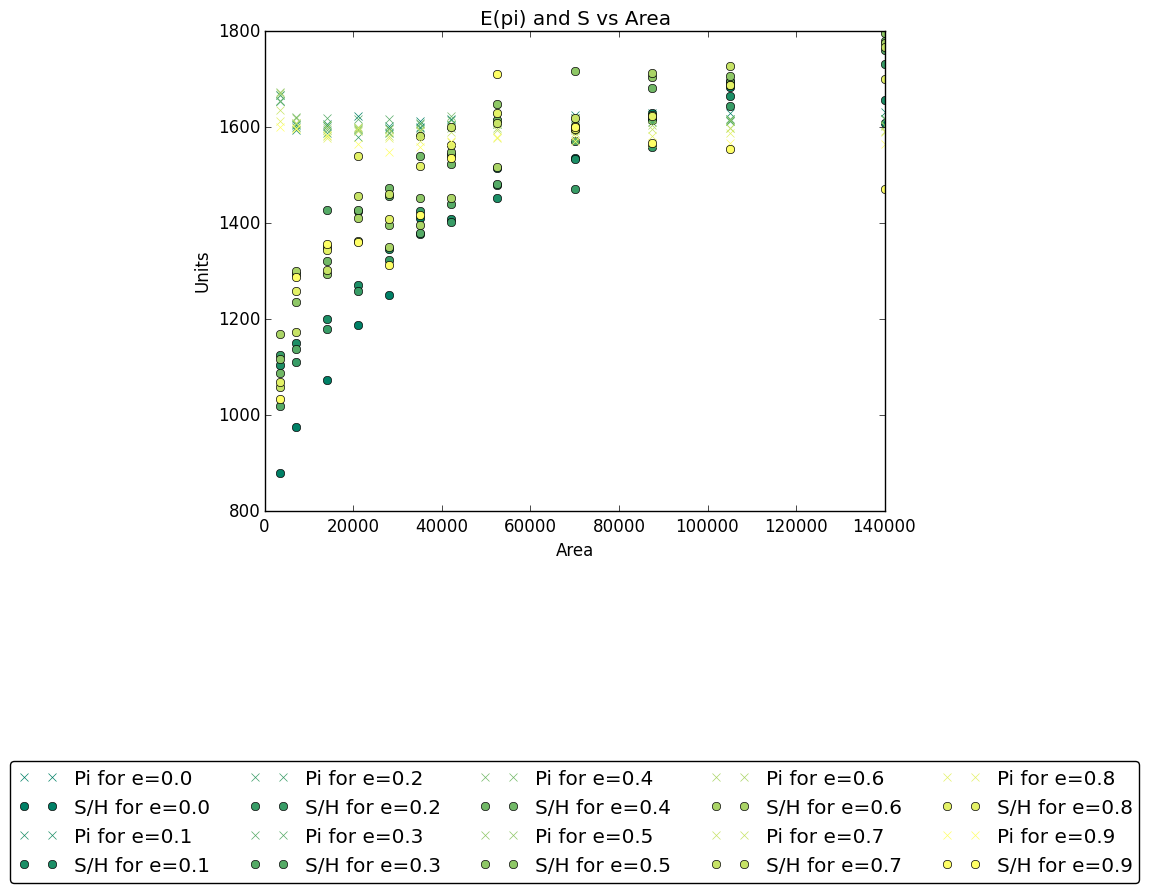 E(pi) and S vs Area
1800
1600
1400
1200
1000
800
Units
0 20000 40000 60000 80000 100000 120000 140000
Area
Pi for e=0.0 Pi for e=0.2 Pi for e=0.4 Pi for e=0.6 Pi for e=0.8
S/H for e=0.0 S/H for e=0.2 S/H for e=0.4 S/H for e=0.6 S/H for e=0.8
Pi for e=0.1 Pi for e=0.3 Pi for e=0.5 Pi for e=0.7 Pi for e=0.9
S/H for e=0.1 S/H for e=0.3 S/H for e=0.5 S/H for e=0.7 S/H for e=0.9